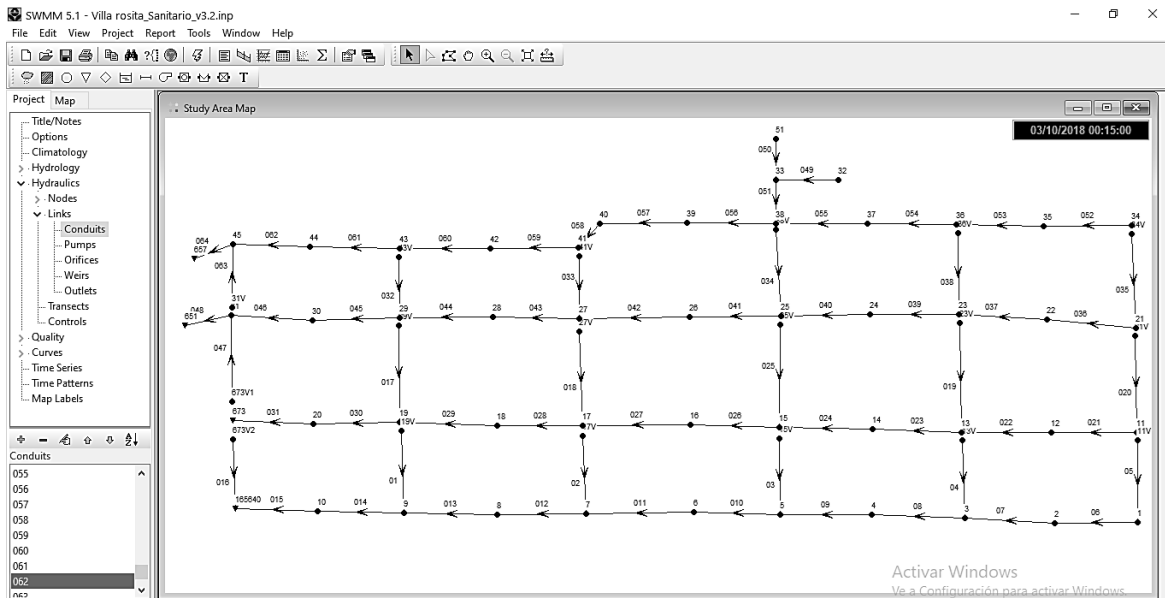 SWMM 5.1 - Villa rosita_Sanitario_v3.2.inp
File Edit View Project Report Tools Window Help
Project Map
Title/Notes
Options
Climatology
Hydrology
Hydraulics
Nodes
Links
Conduits
Pumps
Orifices
Weirs
Outlets
Transects
Controls
Quality
Curves
Time Series
Time Patterns
Map Labels
Conduits
055
056
057
058
059
060
061
062
063
Study Area Map
03/10/2018 00:15:00
51
050
33 049 32
051
40 057 39 056 38 055 37 054 36 053 35 052 34
058
45 062 44 061 43 060 42 059 41
41V
064
657
063 032 033 034 038 035
31V
048 046 30 045 29 044 28 043 27 042 26 041 25 040 24 039 23 037 22 036 21
651
27V 23V
047 017 018 025 019 020
673V1
673 031 20 030 19 029 18 028 17 027 16 026 15 024 14 023 13 022 12 021 11
19V 11V
673V2
016 01 02 03 04 05
165640 015 10 014 9 013 8 012 7 011 6 010 5 09 4 08 3 07 2 06 1
Activar Windows
Ve a Configuración para activar Windows.